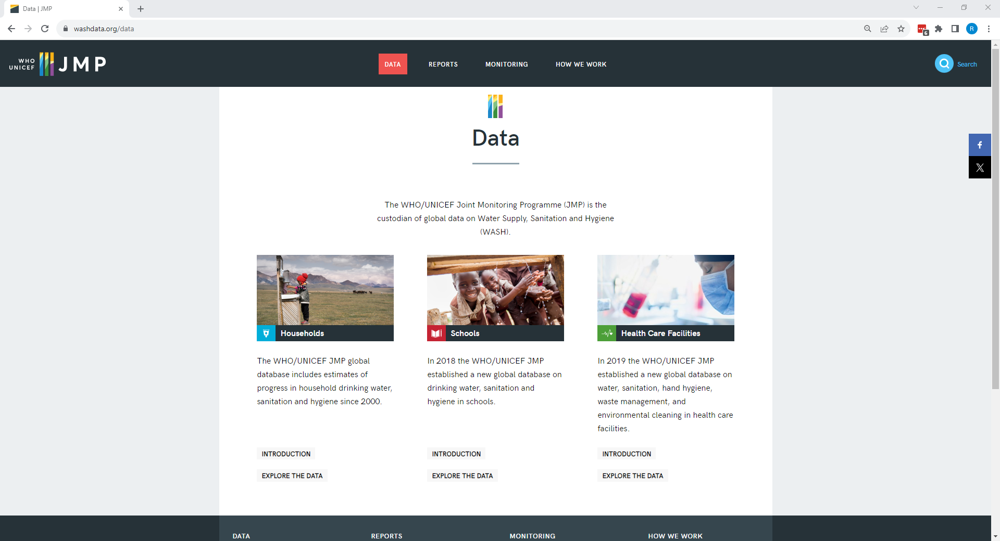 Data | JMP
washdata.org/data
6
R
WHO
UNICEF
JMP
DATA
REPORTS
MONITORING
HOW WE WORK
Search
Data
The WHO/UNICEF Joint Monitoring Programme (JMP) is the
custodian of global data on Water Supply, Sanitation and Hygiene
(WASH).
Households
The WHO/UNICEF JMP global
database includes estimates of
progress in household drinking water,
sanitation and hygiene since 2000.
INTRODUCTION
EXPLORE THE DATA
Schools
In 2018 the WHO/UNICEF JMP
established a new global database on
drinking water, sanitation and
hygiene in schools.
INTRODUCTION
EXPLORE THE DATA
Health Care Facilities
In 2019 the WHO/UNICEF JMP
established a new global database on
water, sanitation, hand hygiene,
waste management, and
environmental cleaning in health care
facilities.
INTRODUCTION
EXPLORE THE DATA
DATA
REPORTS
MONITORING
HOW WE WORK